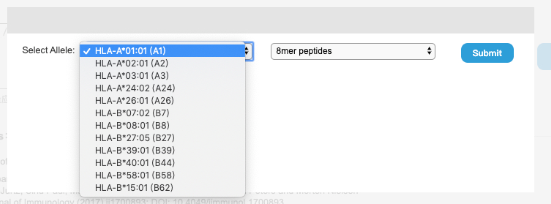 Select Allele: ✓ HLA-A*01:01 (A1) 8mer peptides Submit
HLA-A*02:01 (A2)
HLA-A*03:01 (A3)
HLA-A*24:02 (A24)
HLA-A*26:01 (A26)
HLA-B*07:02 (B7)
HLA-B*08:01 (B8)
HLA-B*27:05 (B27)
HLA-B*39:01 (B39)
HLA-B*40:01 (B44)
HLA-B*58:01 (B58)
HLA-B*15:01 (B62)